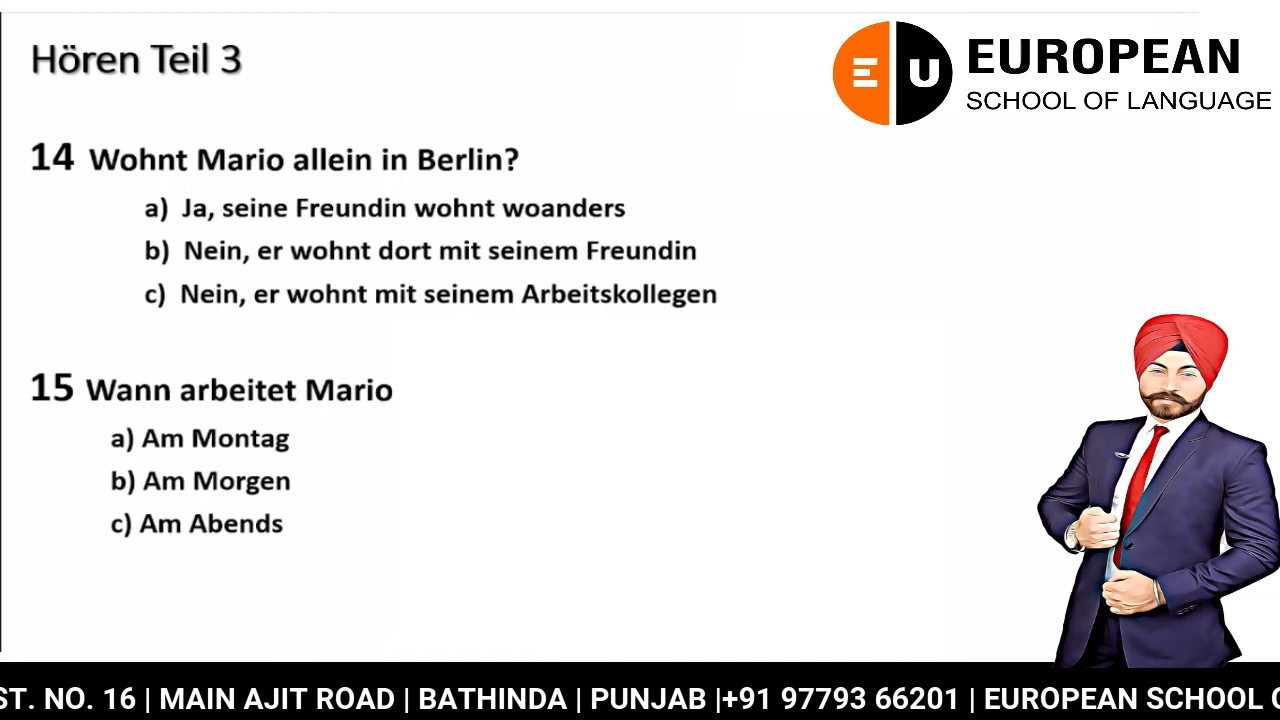 Hören Teil 3
EU
EUROPEAN
SCHOOL OF LANGUAGE
14 Wohnt Mario allein in Berlin?
a) Ja, seine Freundin wohnt woanders
b) Nein, er wohnt dort mit seinem Freundin
c) Nein, er wohnt mit seinem Arbeitskollegen
15 Wann arbeitet Mario
a) Am Montag
b) Am Morgen
c) Am Abends
ST. NO. 16 | MAIN AJIT ROAD | BATHINDA | PUNJAB |+91 97793 66201 | EUROPEAN SCHOOL